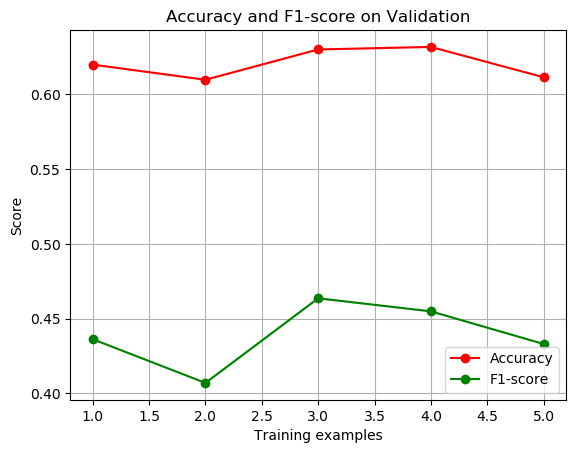 Accuracy and F1-score on Validation
Score
0.60
0.55
0.50
0.45
0.40
Accuracy
F1-score
1.0 1.5 2.0 2.5 3.0 3.5 4.0 4.5 5.0
Training examples